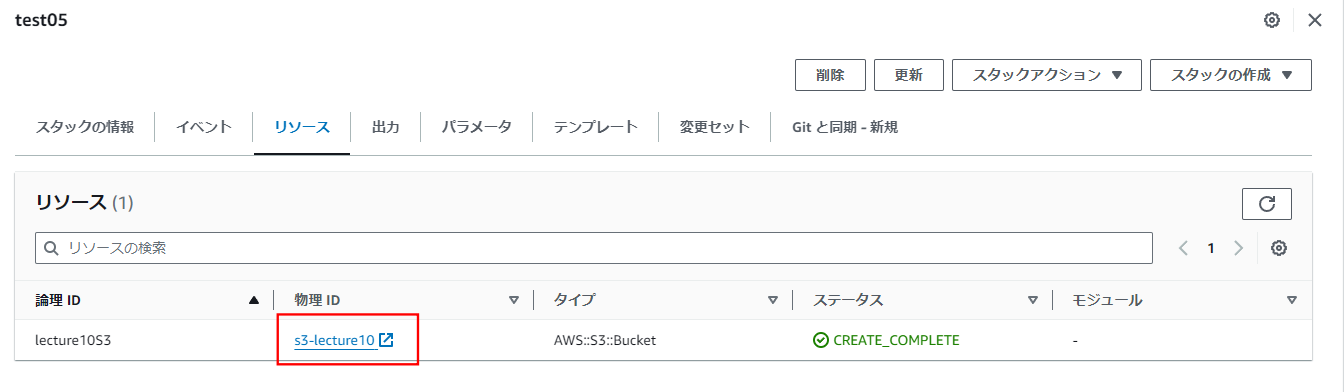 test05
削除 更新 スタックアクション スタックの作成
スタックの情報 イベント リソース 出力 パラメータ テンプレート 変更セット Git と同期 - 新規
リソース (1)
リソースの検索 1
論理 ID 物理 ID タイプ ステータス モジュール
lecture10S3 s3-lecture10 AWS::S3::Bucket CREATE_COMPLETE -